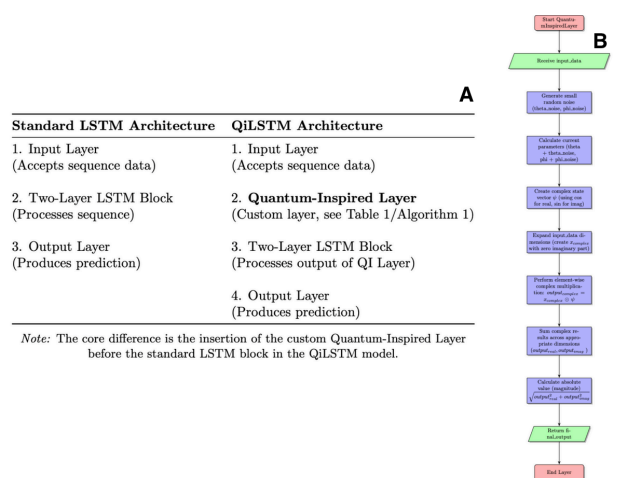 A
Standard LSTM Architecture QiLSTM Architecture
1. Input Layer 1. Input Layer
(Accepts sequence data) (Accepts sequence data)
2. Two-Layer LSTM Block 2. Quantum-Inspired Layer
(Processes sequence) (Custom layer, see Table 1/Algorithm 1)
3. Output Layer 3. Two-Layer LSTM Block
(Produces prediction) (Processes output of QI Layer)
4. Output Layer
(Produces prediction)
Note: The core difference is the insertion of the custom Quantum-Inspired Layer
before the standard LSTM block in the QiLSTM model.
B
Start Quantu-
mInspiredLayer
Receive input_data
Generate small
random noise
(theta_noise, phi_noise)
Calculate current
parameters (theta
+ theta_noise,
phi + phi_noise)
Create complex state
vector ψ (using cos
for real, sin for imag)
Expand input_data di-
mensions (create x_complex
with zero imaginary part)
Perform element-wise
complex multiplica-
tion: output_complex =
x_complex ⊙ ψ
Sum complex re-
sults across appro-
priate dimensions
(output_real, output_imag)
Calculate absolute
value (magnitude)
√output²_real + output²_imag
Return fi-
nal_output
End Layer